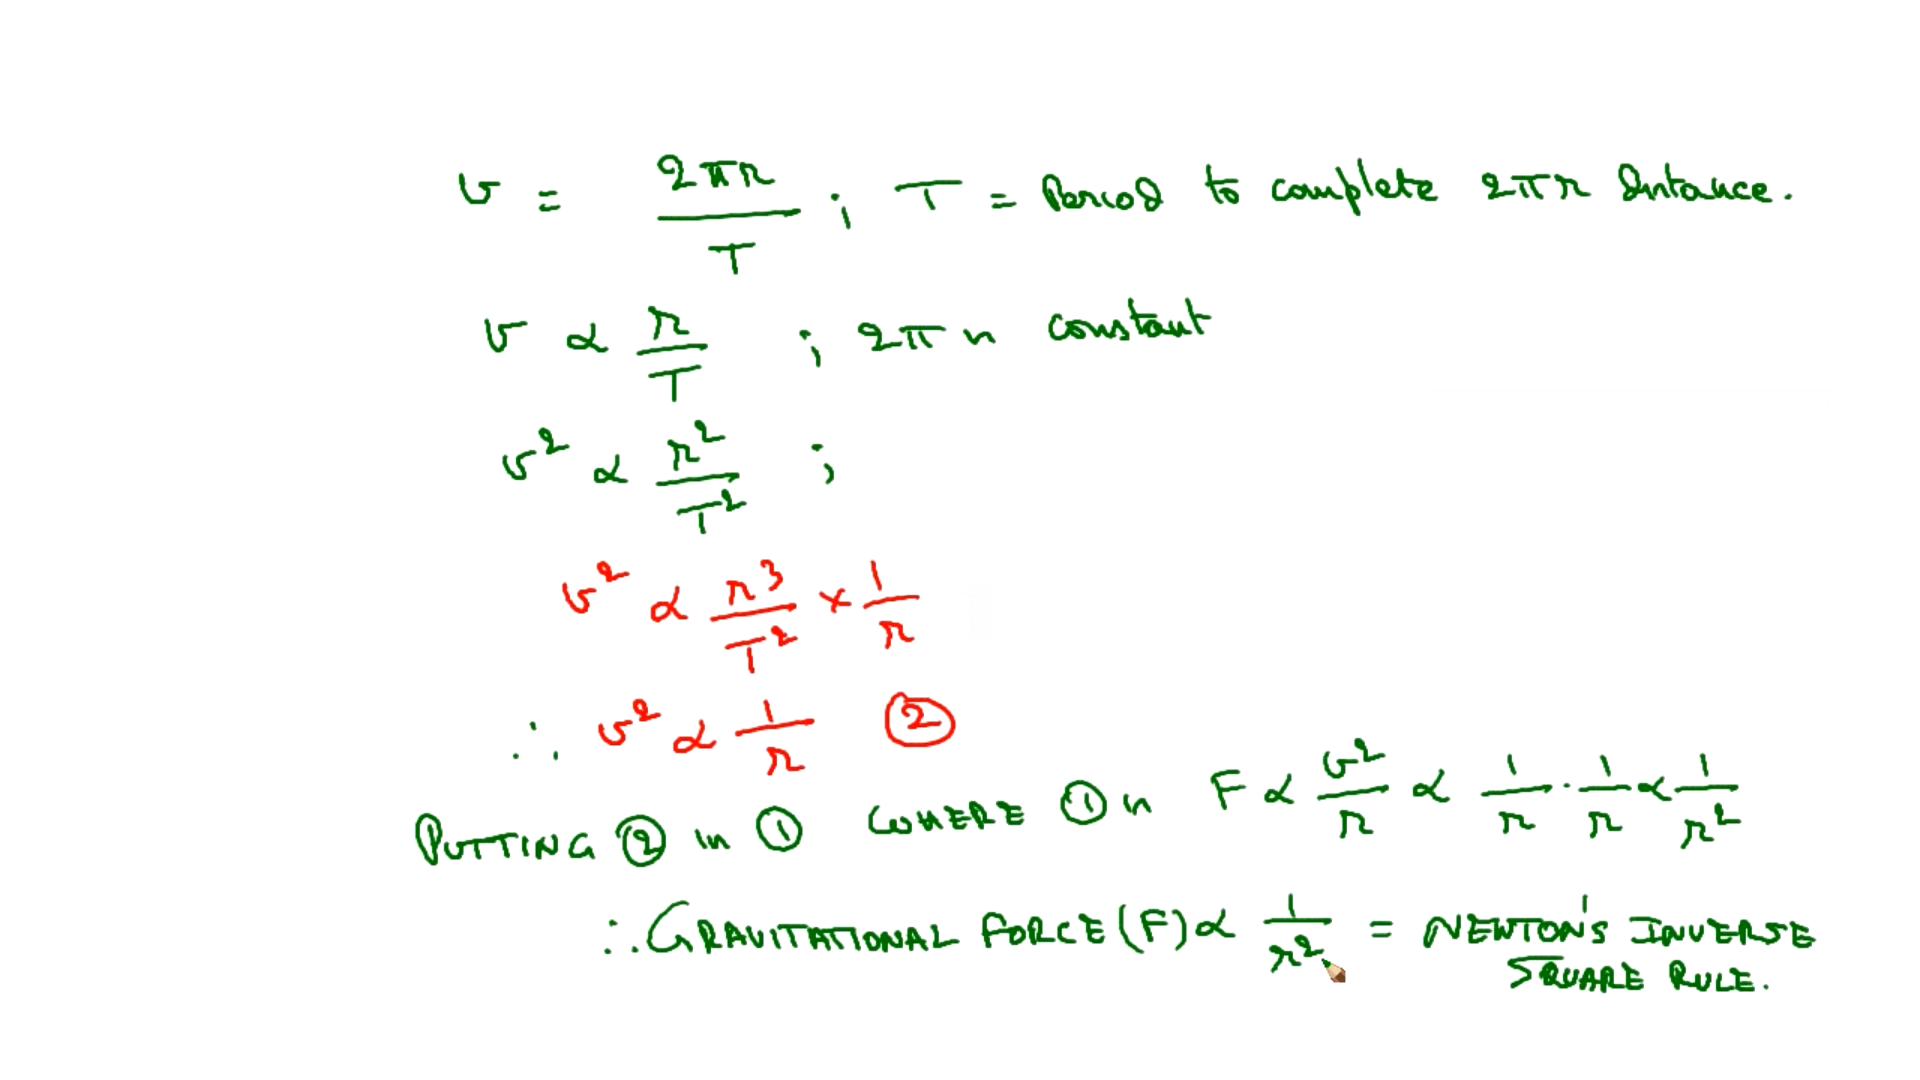 v = 2πr / T ; T = Period to complete 2πr Distance.
v ∝ r / T ; 2π is constant
v² ∝ r² / T² ;
v² ∝ r³ / T² × 1 / r
∴ v² ∝ 1 / r ②
PUTTING ② in ① WHERE ① is F ∝ v² / r ∝ 1 / r · 1 / r ∝ 1 / r²
∴ GRAVITATIONAL FORCE (F) ∝ 1 / r² = NEWTON'S INVERSE
SQUARE RULE.